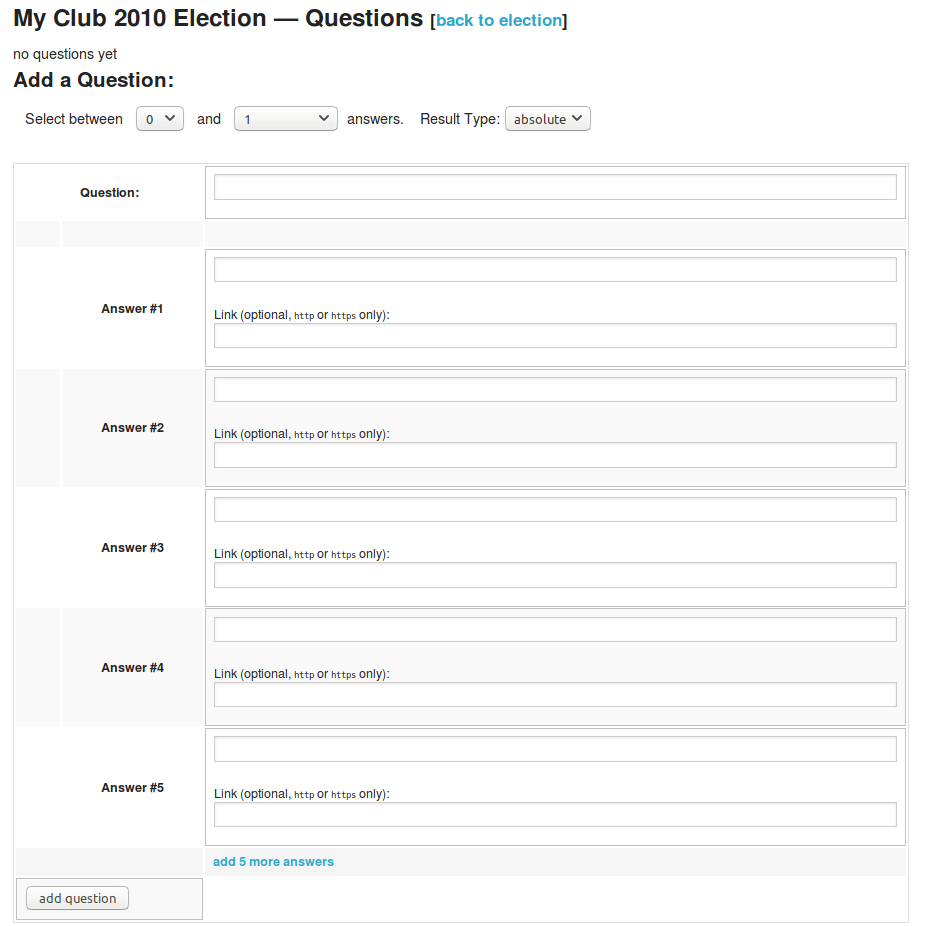 My Club 2010 Election — Questions [back to election]
no questions yet
Add a Question:
Select between 0 and 1 answers. Result Type: absolute
Question:
Answer #1
Link (optional, http or https only):
Answer #2
Link (optional, http or https only):
Answer #3
Link (optional, http or https only):
Answer #4
Link (optional, http or https only):
Answer #5
Link (optional, http or https only):
add 5 more answers
add question